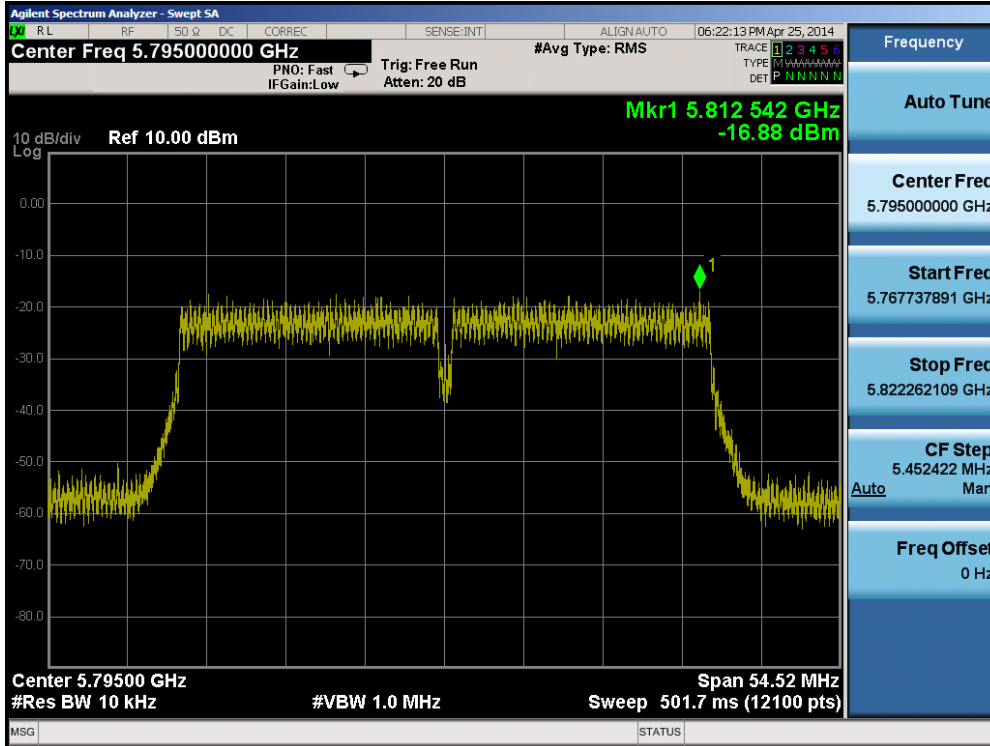 Agilent Spectrum Analyzer - Swept SA
LXI RL RF 50 Ω DC CORREC SENSE:INT ALIGN AUTO 06:22:13 PM Apr 25, 2014
Center Freq 5.795000000 GHz #Avg Type: RMS TRACE 1 2 3 4 5 6
PNO: Fast Trig: Free Run TYPE M WWWWW
IFGain:Low Atten: 20 dB DET P N N N N N
Mkr1 5.812 542 GHz
-16.88 dBm
10 dB/div Ref 10.00 dBm
Log
0.00
-10.0
1
-20.0
-30.0
-40.0
-50.0
-60.0
-70.0
-80.0
Center 5.79500 GHz Span 54.52 MHz
#Res BW 10 kHz #VBW 1.0 MHz Sweep 501.7 ms (12100 pts)
MSG STATUS
Frequency
Auto Tune
Center Freq
5.795000000 GHz
Start Freq
5.767737891 GHz
Stop Freq
5.822262109 GHz
CF Step
5.452422 MHz
Auto Man
Freq Offset
0 Hz